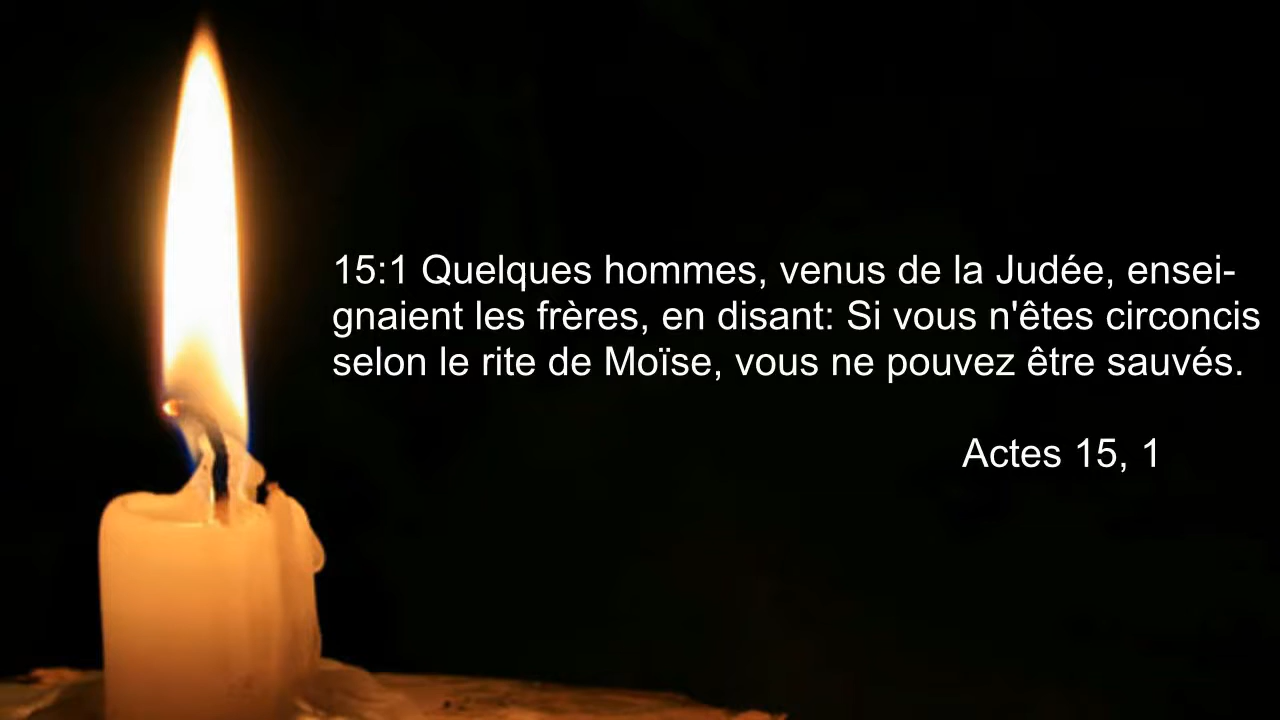 15:1 Quelques hommes, venus de la Judée, ensei-
gnaient les frères, en disant: Si vous n'êtes circoncis
selon le rite de Moïse, vous ne pouvez être sauvés.
Actes 15, 1